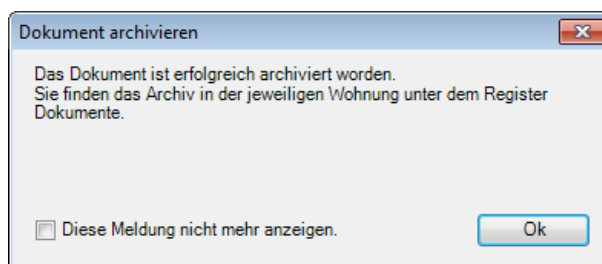 Dokument archivieren
Das Dokument ist erfolgreich archiviert worden.
Sie finden das Archiv in der jeweiligen Wohnung unter dem Register
Dokumente.
Diese Meldung nicht mehr anzeigen.
Ok